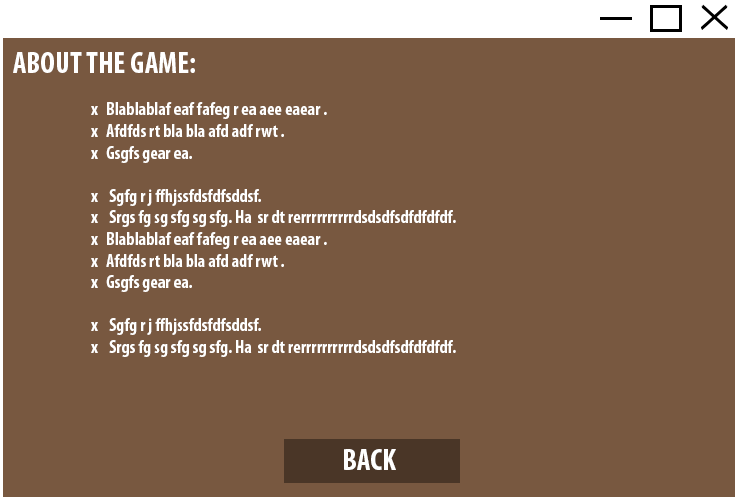 ABOUT THE GAME:
x Blablablaf eaf fafeg r ea aee eaear .
x Afdfds rt bla bla afd adf rwt .
x Gsgfs gear ea.
x Sgfg r j ffhjssfdsfdfsddsf.
x Srgs fg sg sfg sg sfg. Ha sr dt rerrrrrrrrrrdsdsdfsdfdfdfdf.
x Blablablaf eaf fafeg r ea aee eaear .
x Afdfds rt bla bla afd adf rwt .
x Gsgfs gear ea.
x Sgfg r j ffhjssfdsfdfsddsf.
x Srgs fg sg sfg sg sfg. Ha sr dt rerrrrrrrrrrdsdsdfsdfdfdfdf.
BACK